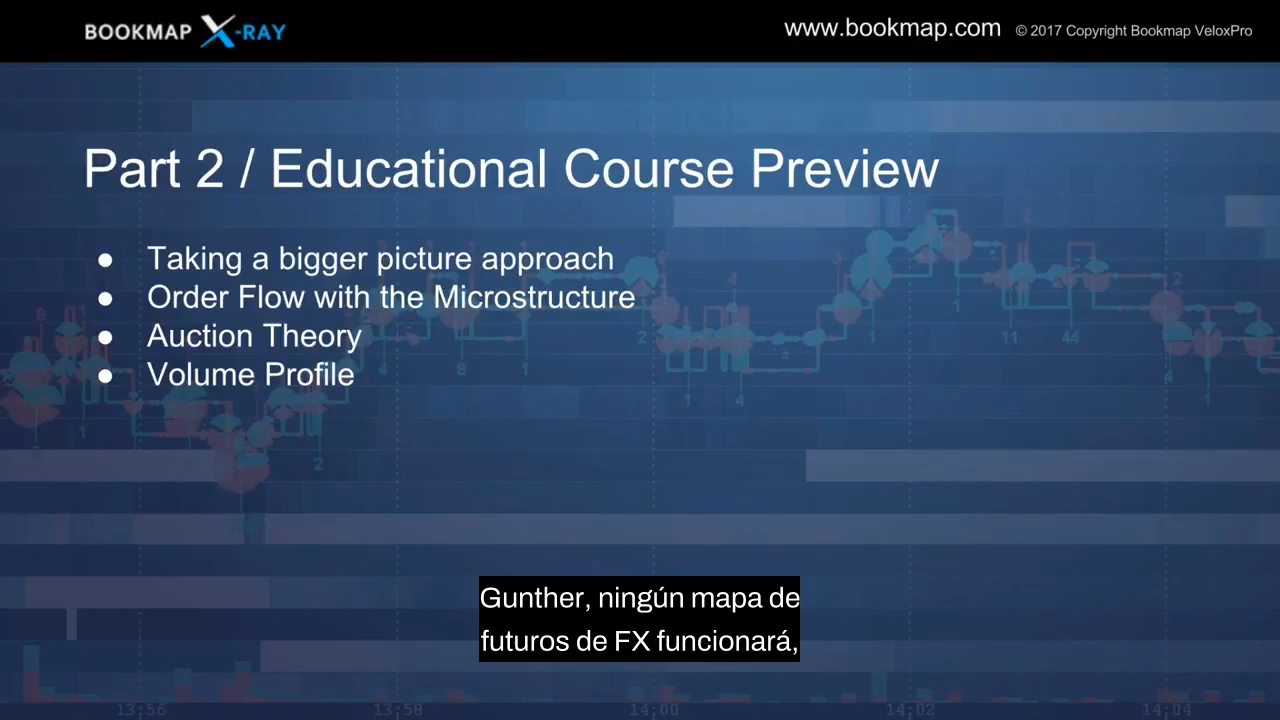 BOOKMAP X-RAY
www.bookmap.com © 2017 Copyright Bookmap VeloxPro
Part 2 / Educational Course Preview
● Taking a bigger picture approach
● Order Flow with the Microstructure
● Auction Theory
● Volume Profile
Gunther, ningún mapa de
futuros de FX funcionará,
13:56 13:58 14:00 14:02 14:04